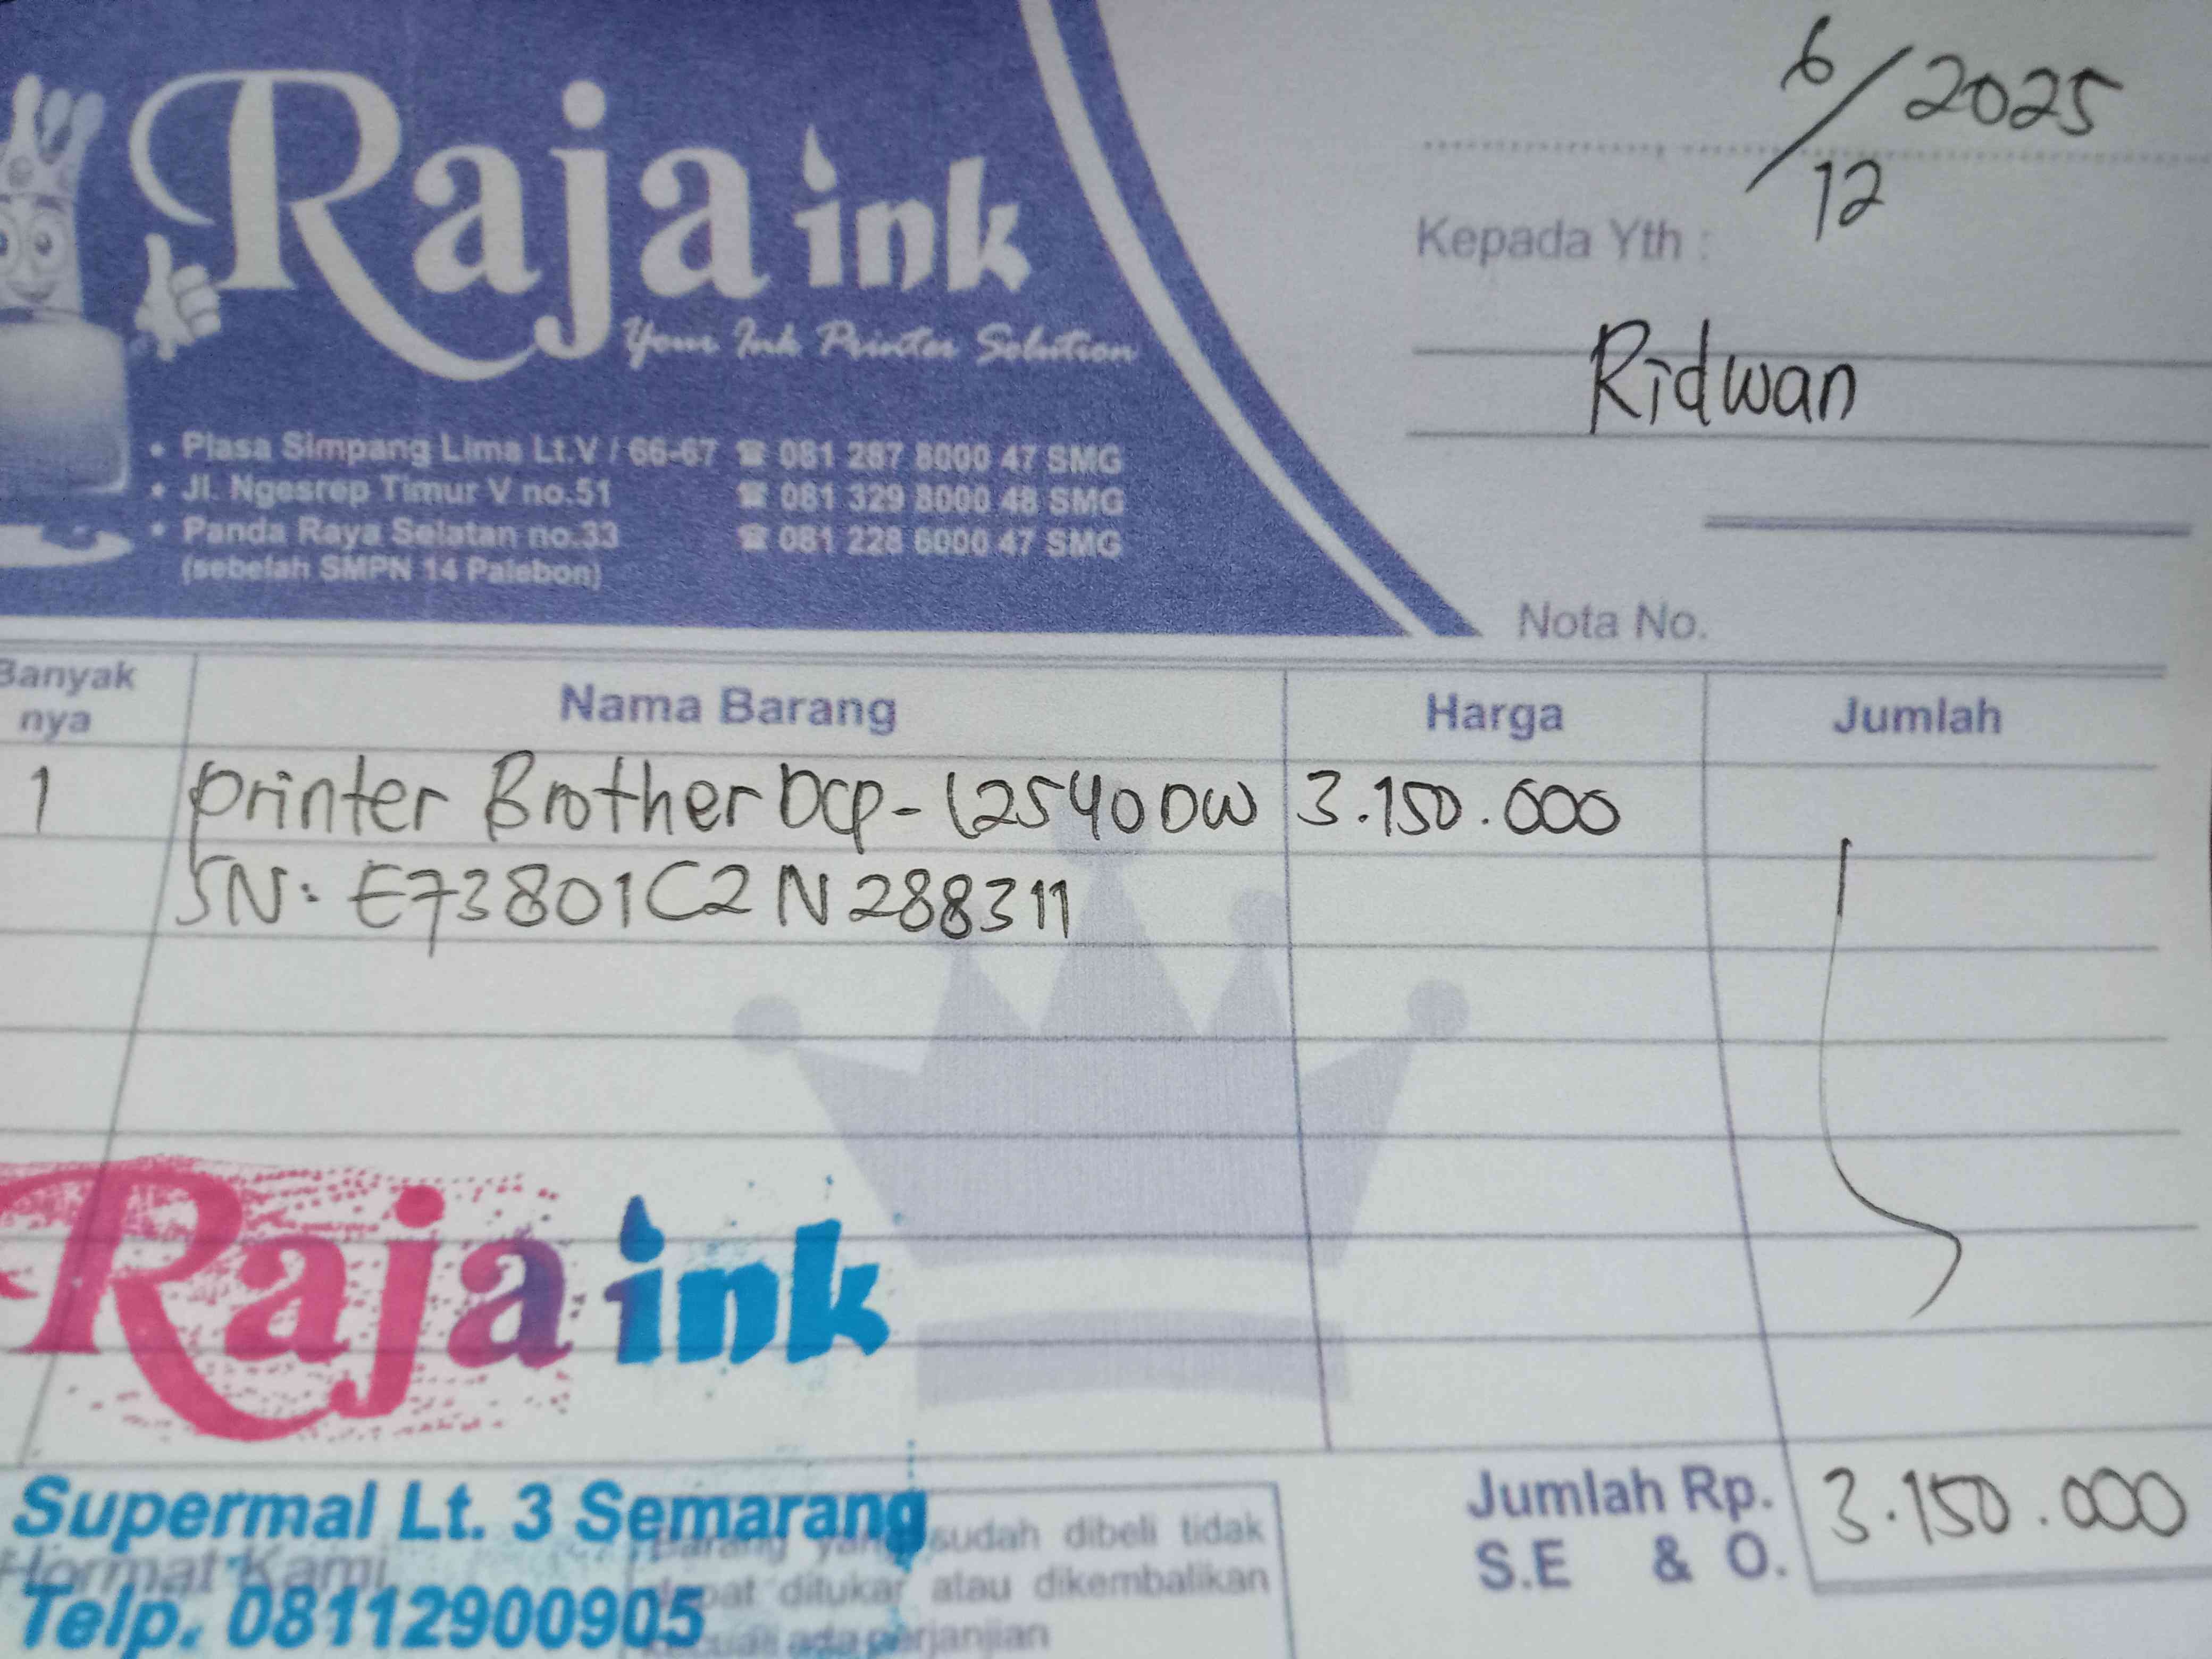 Raja ink
Your Ink Printer Solution
• Plasa Simpang Lima Lt.V / 66-67 ☎ 081 287 8000 47 SMG
• Jl. Ngesrep Timur V no.51 ☎ 081 329 8000 48 SMG
• Panda Raya Selatan no.33 ☎ 081 228 6000 47 SMG
(sebelah SMPN 14 Palebon)
6/12 2025
Kepada Yth :
Ridwan
Nota No.
Banyak nya Nama Barang Harga Jumlah
1 printer Brother DCP-L2540DW 3.150.000
SN: E73801C2N288311
Raja ink
Supermal Lt. 3 Semarang
Telp. 08112900905
Hormat Kami
Barang yang sudah dibeli tidak
dapat ditukar atau dikembalikan
kecuali ada perjanjian
Jumlah Rp. 3.150.000
S.E & O.